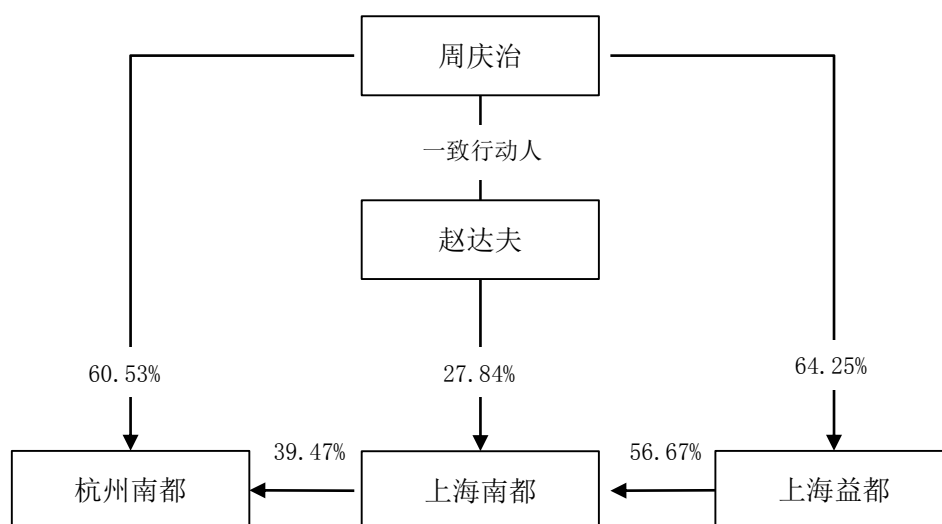 周庆治
一致行动人
赵达夫
60.53%
27.84%
64.25%
39.47%
56.67%
杭州南都
上海南都
上海益都